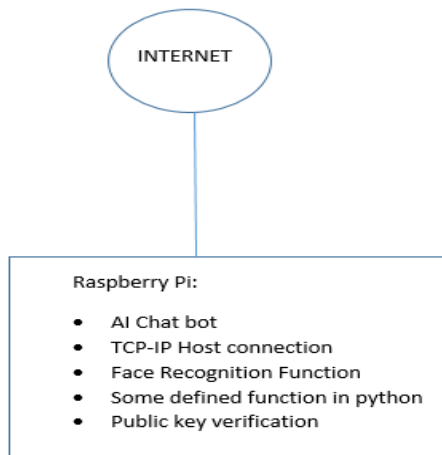 INTERNET
Raspberry Pi:
• AI Chat bot
• TCP-IP Host connection
• Face Recognition Function
• Some defined function in python
• Public key verification